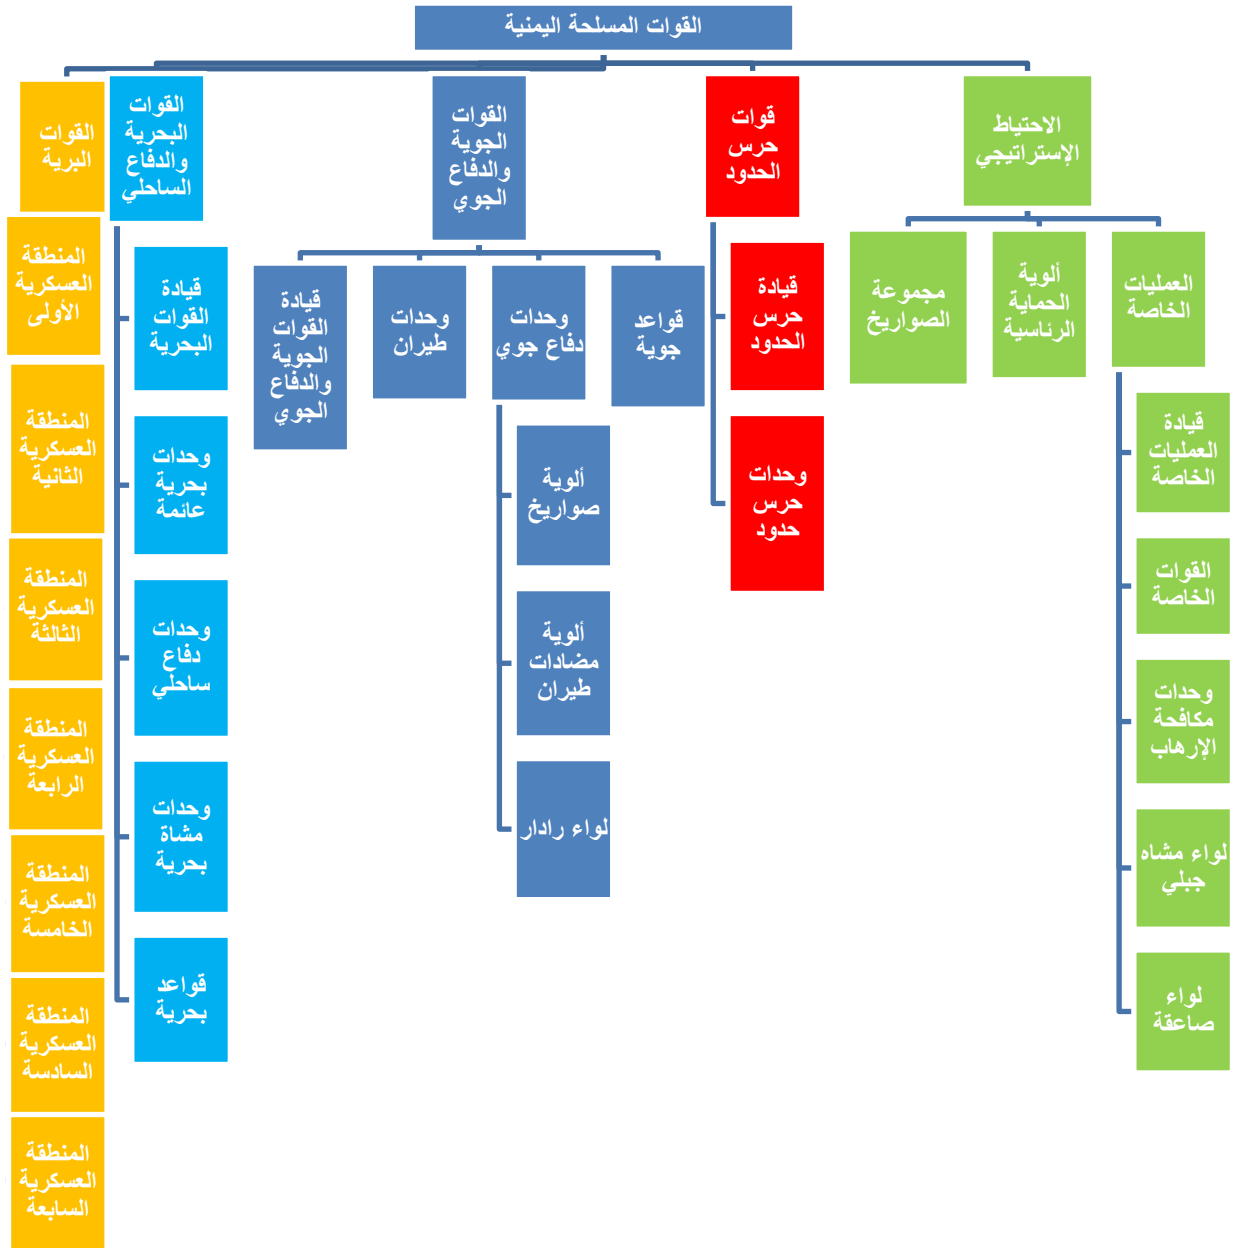 القوات المسلحة اليمنية
الاحتياط
الإستراتيجي
مجموعة
الصواريخ
ألوية
الحماية
الرئاسية
العمليات
الخاصة
قيادة
العمليات
الخاصة
القوات
الخاصة
وحدات
مكافحة
الإرهاب
لواء مشاه
جبلي
لواء
صاعقة
قوات
حرس
الحدود
قيادة
حرس
الحدود
وحدات
حرس
حدود
القوات
الجوية
والدفاع
الجوي
قواعد
جوية
وحدات
دفاع جوي
ألوية
صواريخ
ألوية
مضادات
طيران
لواء رادار
وحدات
طيران
قيادة
القوات
الجوية
والدفاع
الجوي
القوات
البحرية
والدفاع
الساحلي
قيادة
القوات
البحرية
وحدات
بحرية
عائمة
وحدات
دفاع
ساحلي
وحدات
مشاة
بحرية
قواعد
بحرية
القوات
البرية
المنطقة
العسكرية
الأولى
المنطقة
العسكرية
الثانية
المنطقة
العسكرية
الثالثة
المنطقة
العسكرية
الرابعة
المنطقة
العسكرية
الخامسة
المنطقة
العسكرية
السادسة
المنطقة
العسكرية
السابعة